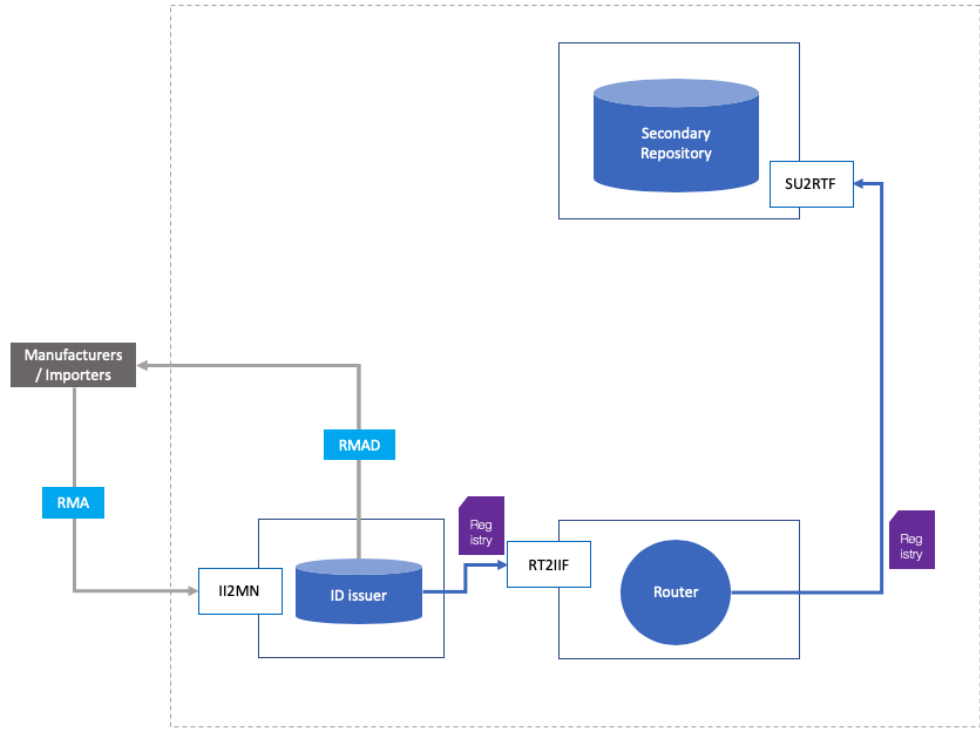 Secondary
Repository
SU2RTF
Manufacturers
/ Importers
RMAD
RMA
Reg
istry
Reg
istry
II2MN
ID issuer
RT2IIF
Router